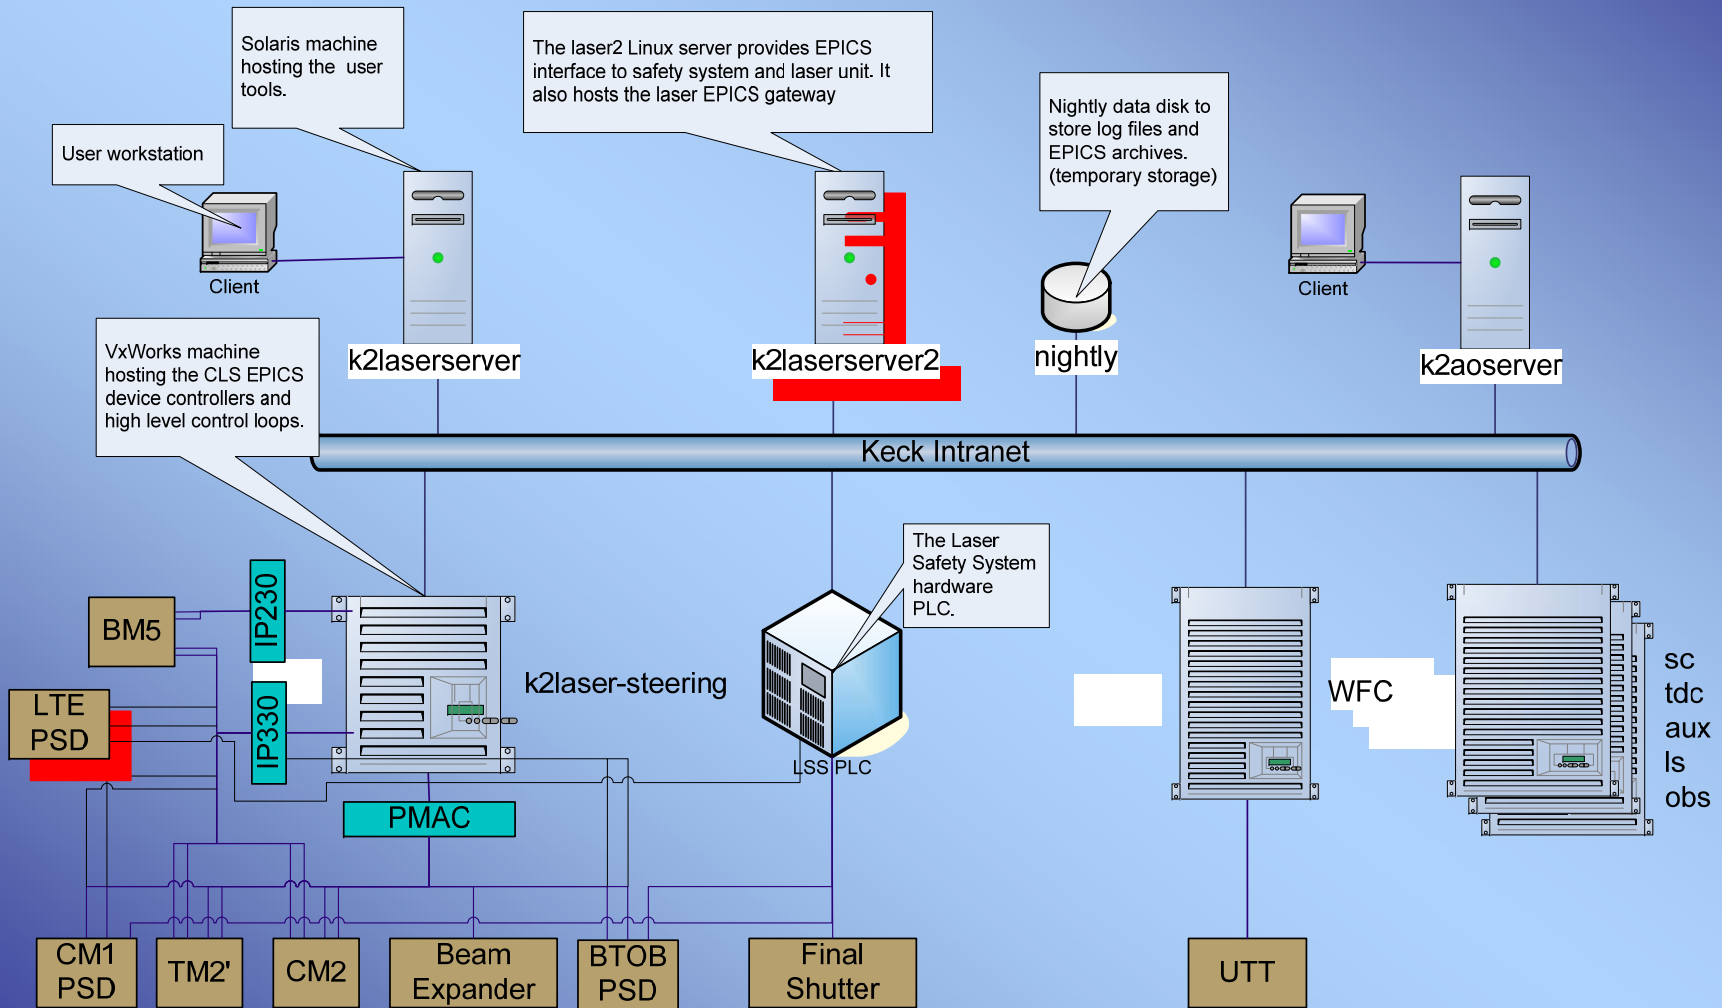 Solaris machine
hosting the user
tools.
The laser2 Linux server provides EPICS
interface to safety system and laser unit. It
also hosts the laser EPICS gateway
Nightly data disk to
store log files and
EPICS archives.
(temporary storage)
User workstation
Client
Client
k2laserserver
k2laserserver2
nightly
k2aoserver
VxWorks machine
hosting the CLS EPICS
device controllers and
high level control loops.
Keck Intranet
The Laser
Safety System
hardware
PLC.
BM5
IP230
LTE
PSD
IP330
k2laser-steering
LSS PLC
WFC
sc
tdc
aux
ls
obs
PMAC
CM1
PSD
TM2'
CM2
Beam
Expander
BTOB
PSD
Final
Shutter
UTT